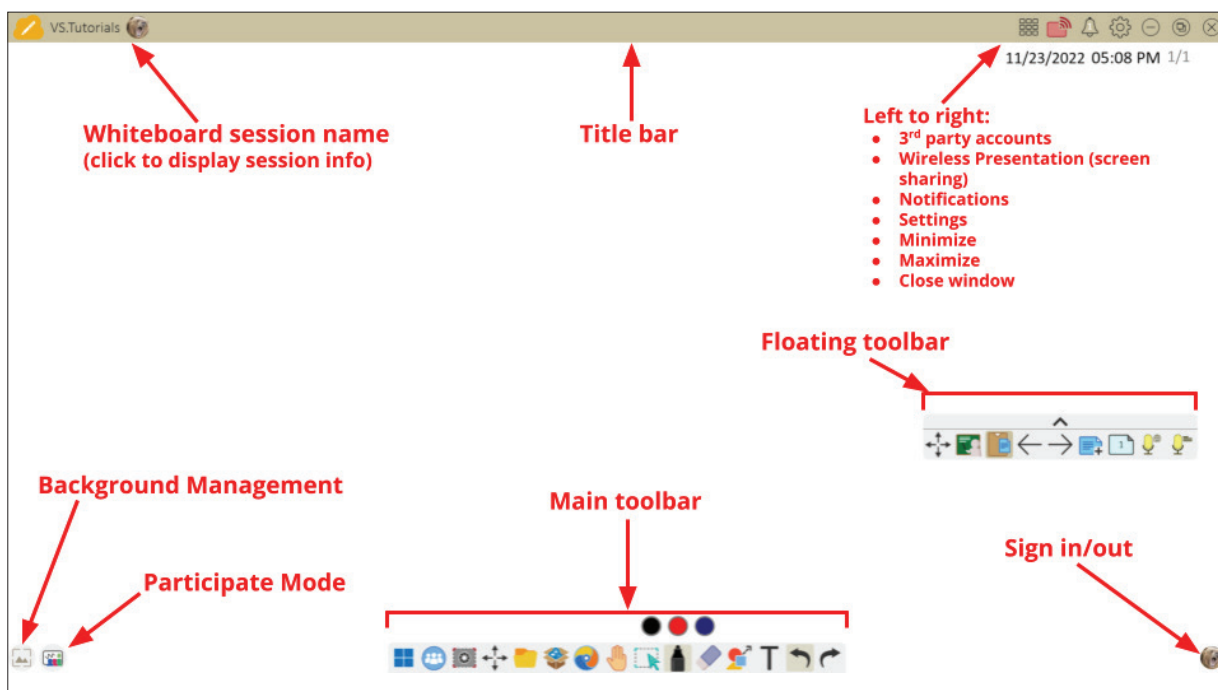 VS.Tutorials
11/23/2022 05:08 PM 1/1
Whiteboard session name
(click to display session info)
Title bar
Left to right:
● 3rd party accounts
● Wireless Presentation (screen
sharing)
● Notifications
● Settings
● Minimize
● Maximize
● Close window
Floating toolbar
1
Background Management
Main toolbar
Sign in/out
Participate Mode
T